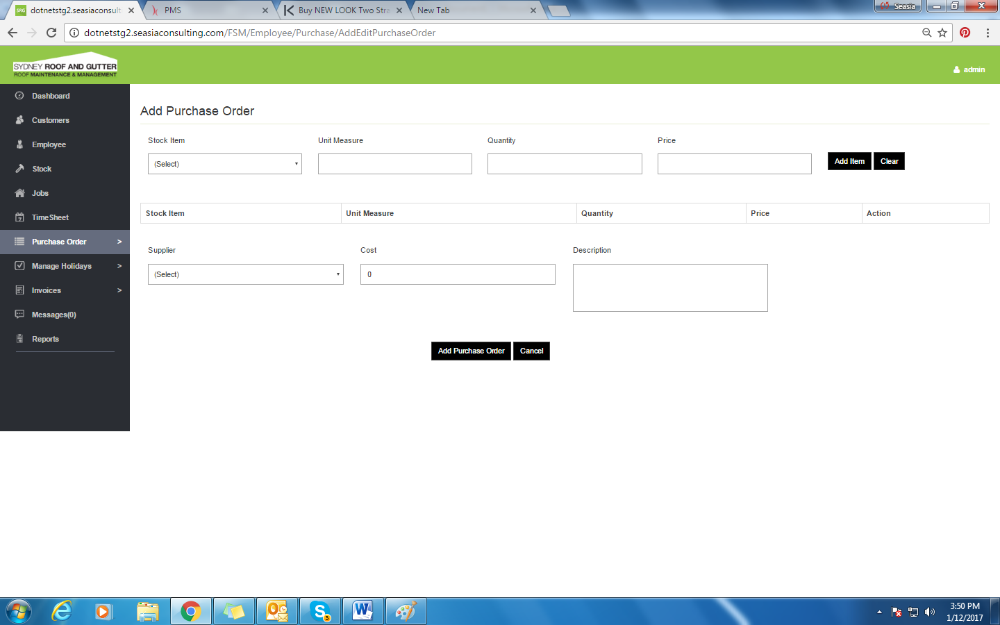 SRG dotnetstg2.seasiaconsult
PMS
Buy NEW LOOK Two Stra
New Tab
Seasia
dotnetstg2.seasiaconsulting.com/FSM/Employee/Purchase/AddEditPurchaseOrder
SYDNEY ROOF AND GUTTER
ROOF MAINTENANCE & MANAGEMENT
admin
Dashboard
Customers
Employee
Stock
Jobs
TimeSheet
Purchase Order >
Manage Holidays >
Invoices >
Messages(0)
Reports
Add Purchase Order
Stock Item Unit Measure Quantity Price
(Select) Add Item Clear
Stock Item Unit Measure Quantity Price Action
Supplier Cost Description
(Select) 0
Add Purchase Order Cancel
3
3:50 PM
1/12/2017